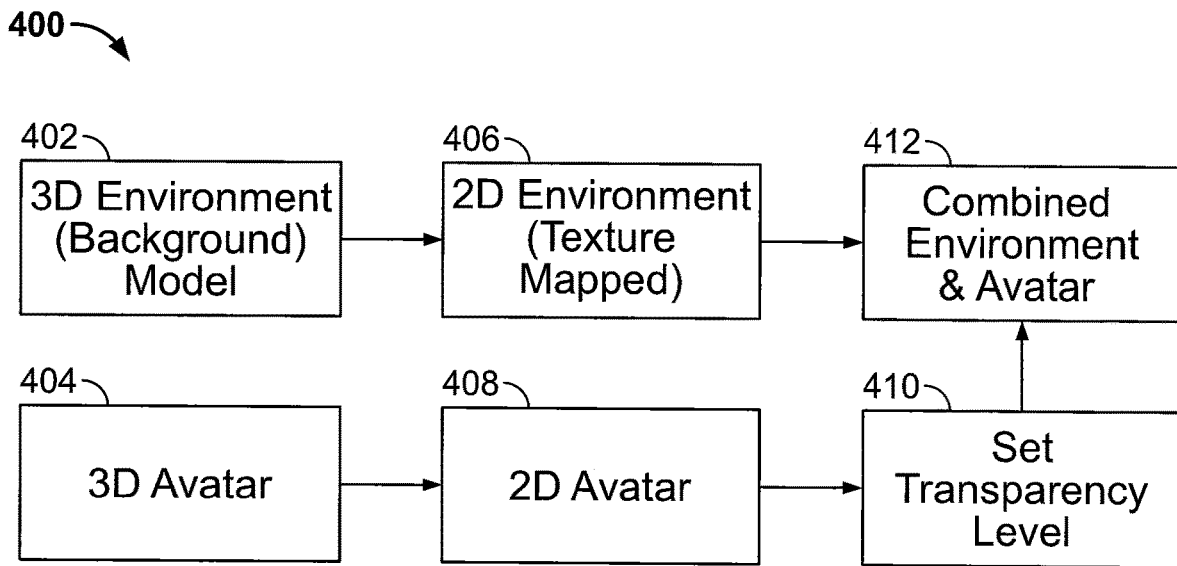 400
402
3D Environment
(Background)
Model
406
2D Environment
(Texture
Mapped)
412
Combined
Environment
& Avatar
404
3D Avatar
408
2D Avatar
410
Set
Transparency
Level